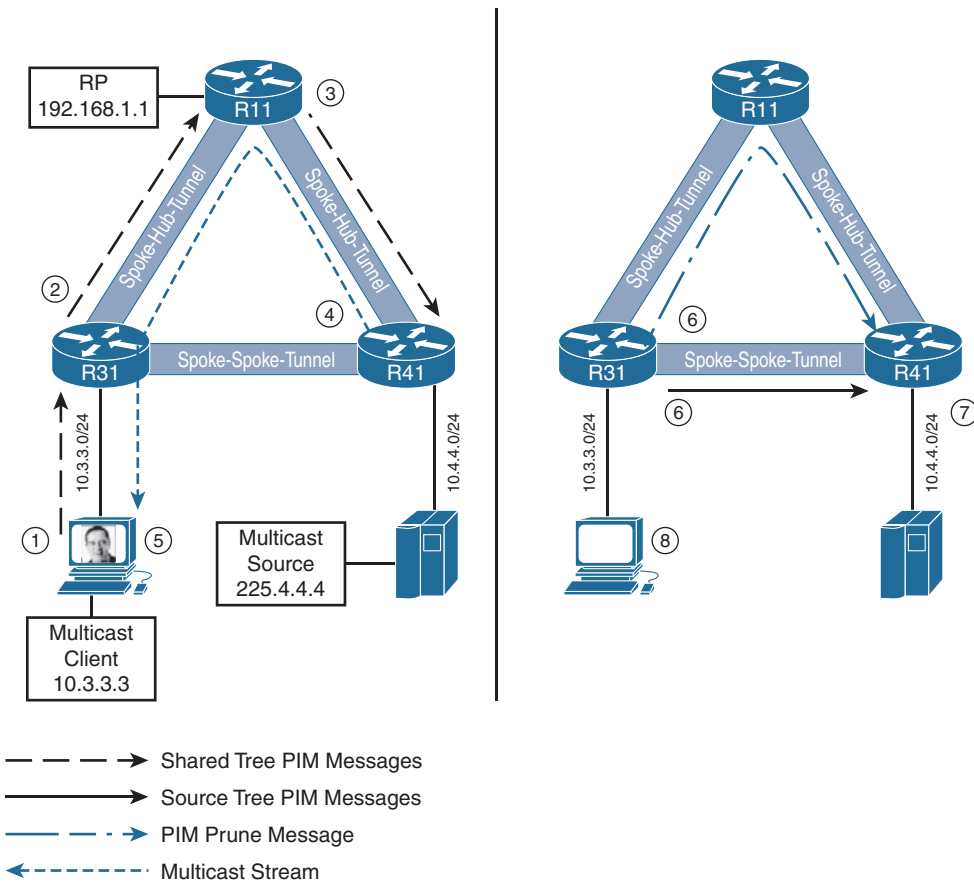 RP
192.168.1.1
R11
3
Spoke-Hub-Tunnel
Spoke-Hub-Tunnel
2
4
R31
Spoke-Spoke-Tunnel
R41
10.3.3.0/24
10.4.4.0/24
1
5
Multicast
Source
225.4.4.4
Multicast
Client
10.3.3.3
R11
Spoke-Hub-Tunnel
Spoke-Hub-Tunnel
6
R31
Spoke-Spoke-Tunnel
R41
6
7
10.3.3.0/24
10.4.4.0/24
8
Shared Tree PIM Messages
Source Tree PIM Messages
PIM Prune Message
Multicast Stream